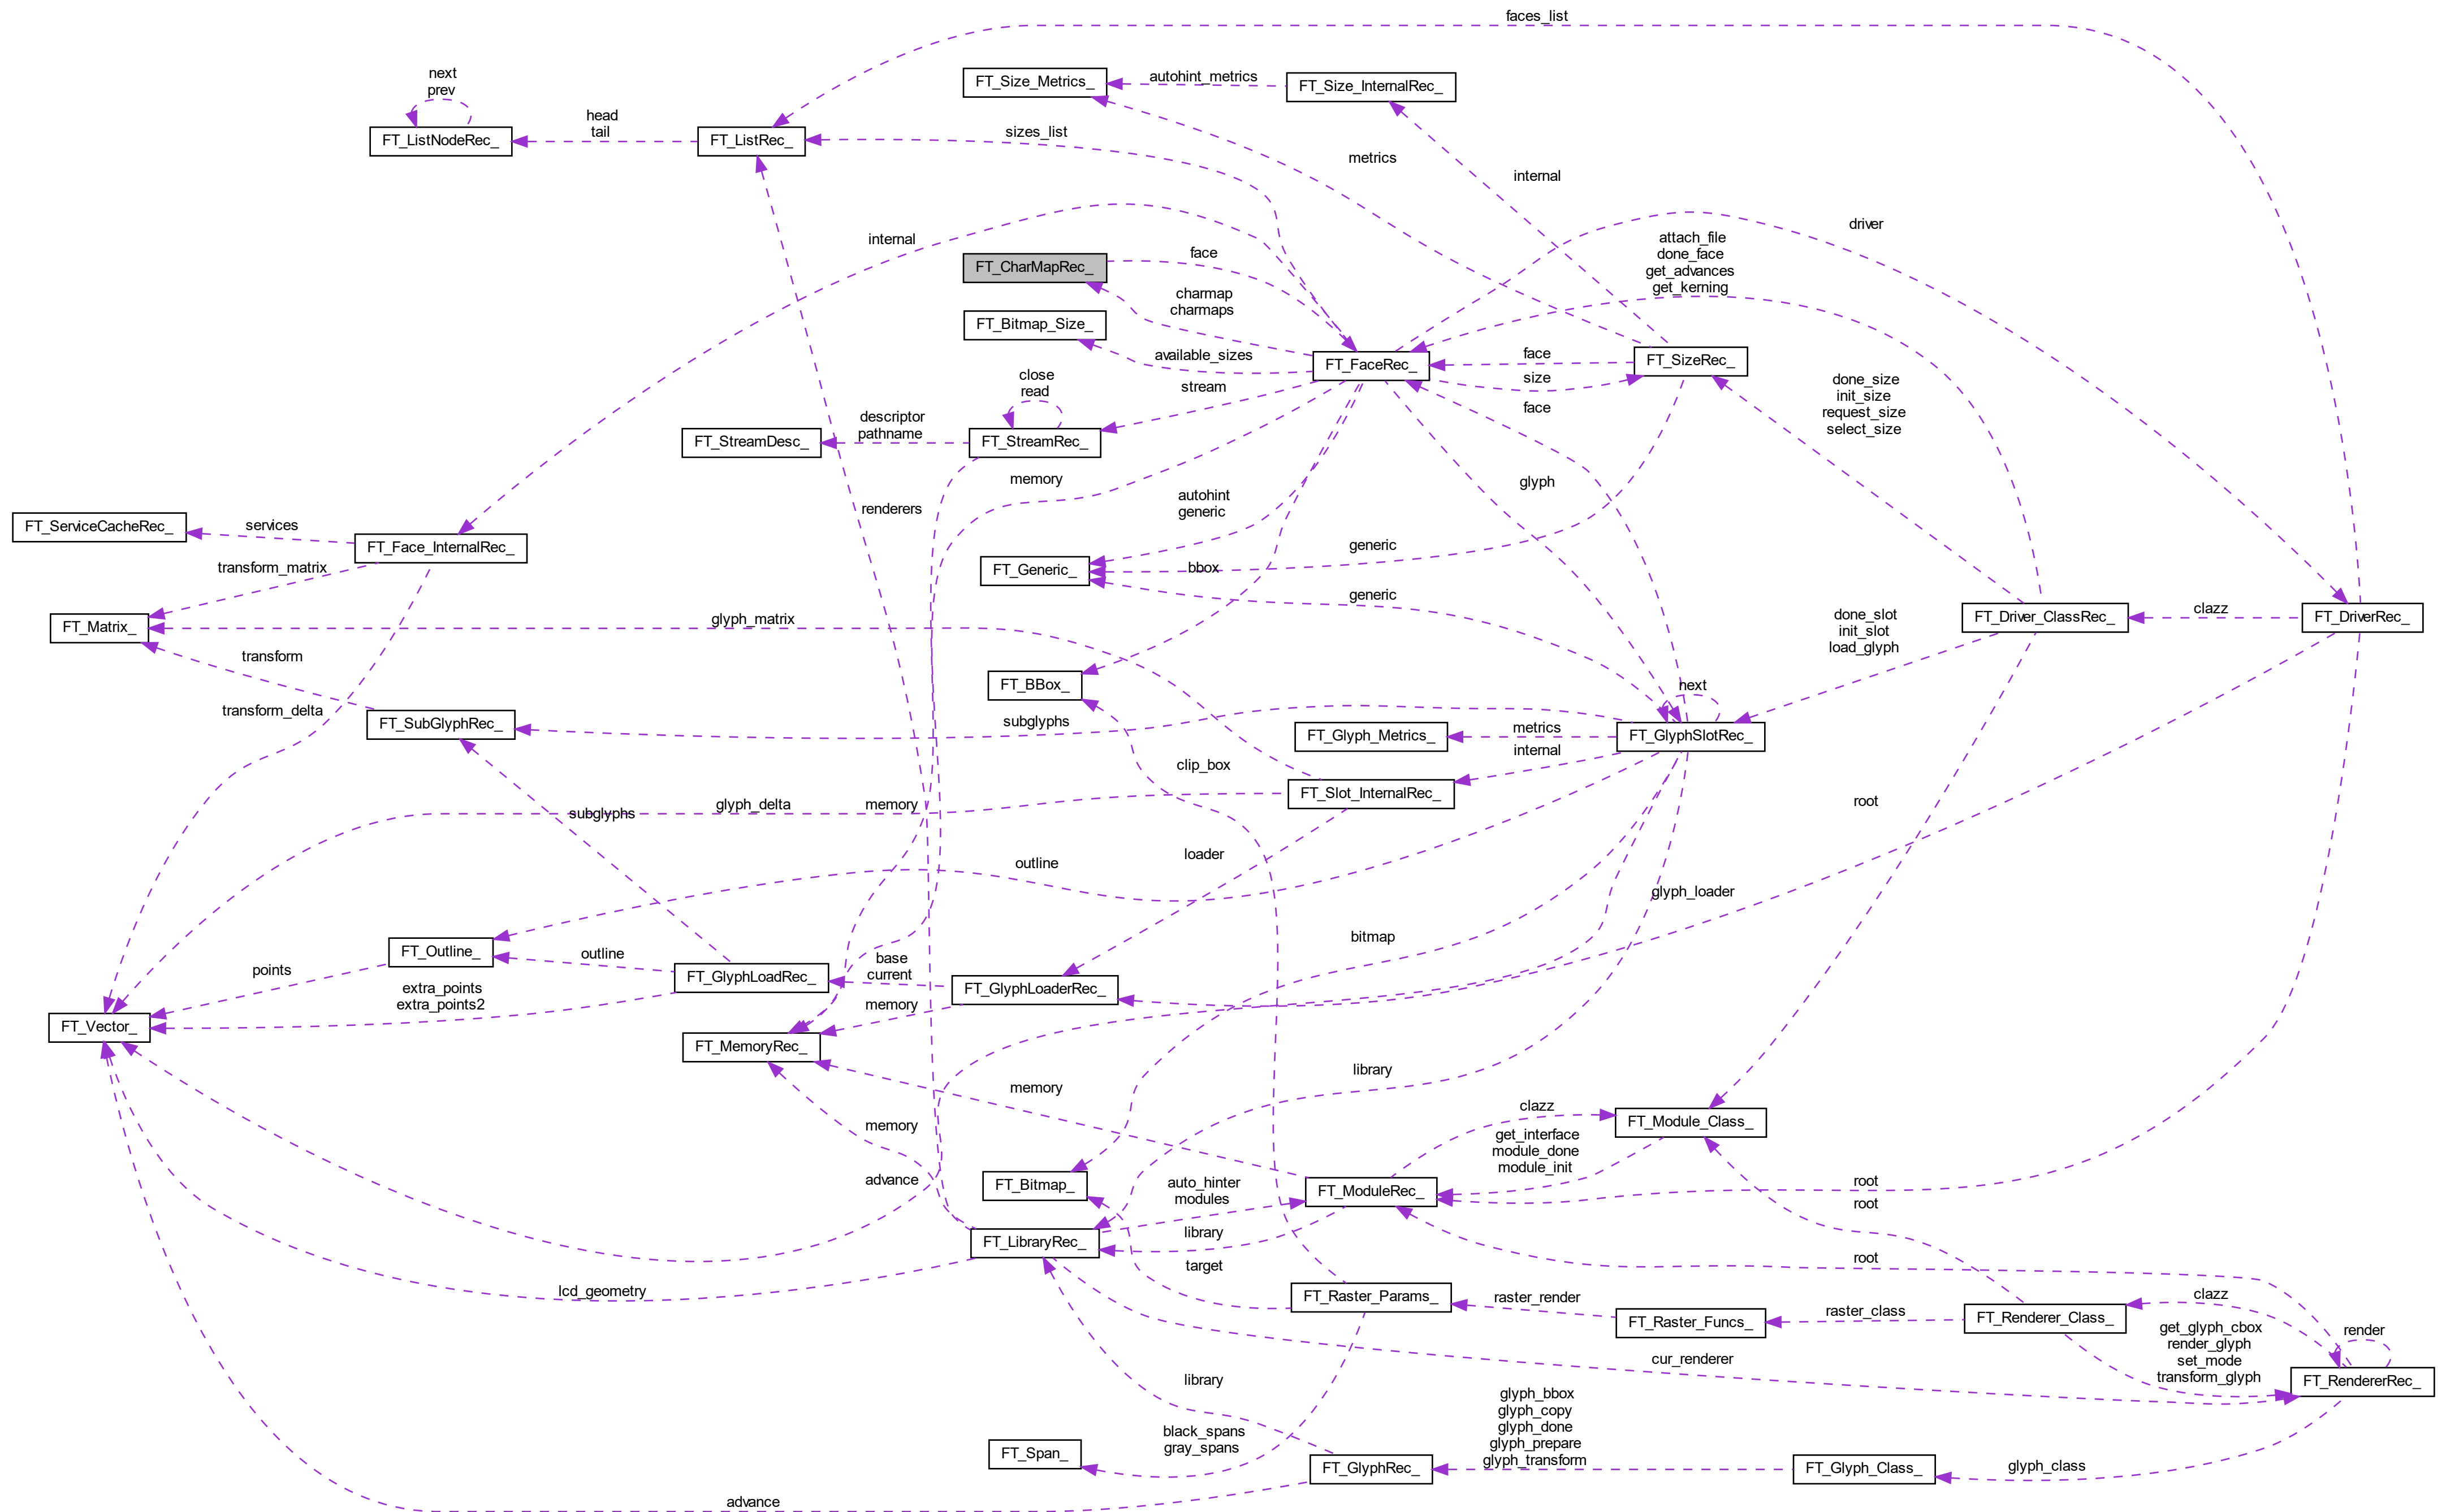 faces_list
next
prev
FT_Size_Metrics_
autohint_metrics
FT_Size_InternalRec_
FT_ListNodeRec_
head
tail
FT_ListRec_
sizes_list
metrics
internal
internal
driver
FT_CharMapRec_
face
attach_file
done_face
get_advances
get_kerning
charmap
charmaps
FT_Bitmap_Size_
available_sizes
FT_FaceRec_
face
size
FT_SizeRec_
close
read
stream
descriptor
pathname
FT_StreamDesc_
FT_StreamRec_
face
done_size
init_size
request_size
select_size
memory
glyph
renderers
autohint
generic
FT_ServiceCacheRec_
services
FT_Face_InternalRec_
generic
transform_matrix
FT_Generic_
bbox
generic
FT_Matrix_
glyph_matrix
FT_Driver_ClassRec_
clazz
FT_DriverRec_
done_slot
init_slot
load_glyph
transform
FT_BBox_
next
transform_delta
FT_SubGlyphRec_
subglyphs
FT_Glyph_Metrics_
metrics
FT_GlyphSlotRec_
internal
clip_box
FT_Slot_InternalRec_
glyph_delta
memory
subglyphs
root
loader
outline
glyph_loader
bitmap
FT_Outline_
outline
points
FT_GlyphLoadRec_
base
current
FT_GlyphLoaderRec_
extra_points
extra_points2
memory
FT_Vector_
FT_MemoryRec_
library
memory
memory
clazz
FT_Module_Class_
get_interface
module_done
module_init
advance
FT_Bitmap_
auto_hinter
modules
FT_ModuleRec_
root
root
FT_LibraryRec_
library
root
target
lcd_geometry
FT_Raster_Params_
raster_render
FT_Raster_Funcs_
raster_class
FT_Renderer_Class_
clazz
get_glyph_cbox
render_glyph
set_mode
transform_glyph
render
FT_RendererRec_
cur_renderer
library
glyph_bbox
glyph_copy
glyph_done
glyph_prepare
glyph_transform
black_spans
gray_spans
FT_Span_
FT_GlyphRec_
FT_Glyph_Class_
glyph_class
advance